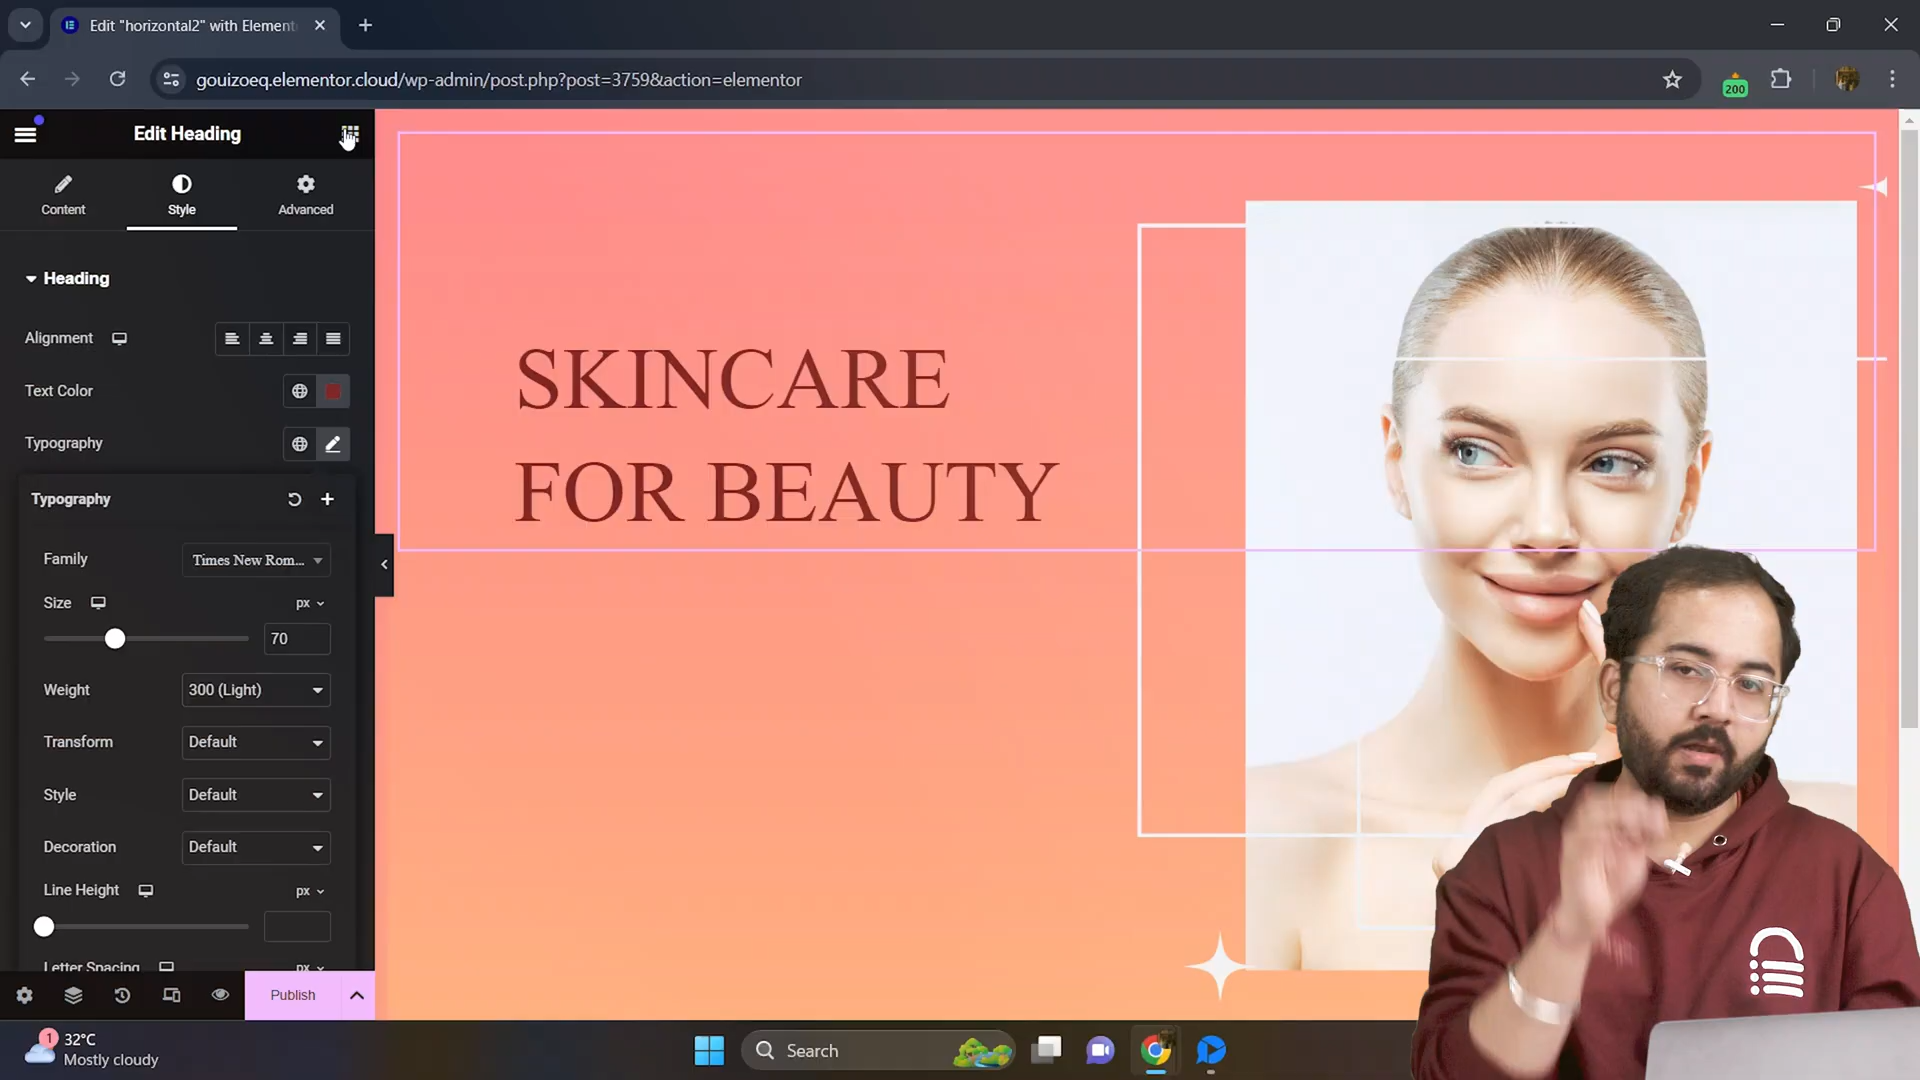 Edit "horizontal2" with Element
gouizoeq.elementor.cloud/wp-admin/post.php?post=3759&action=elementor
200
Edit Heading
Content
Style
Advanced
Heading
Alignment
Text Color
Typography
Typography
Family
Times New Rom...
Size
px
70
Weight
300 (Light)
Transform
Default
Style
Default
Decoration
Default
Line Height
px
Letter Spacing
px
Publish
SKINCARE
FOR BEAUTY
1
32°C
Mostly cloudy
Search